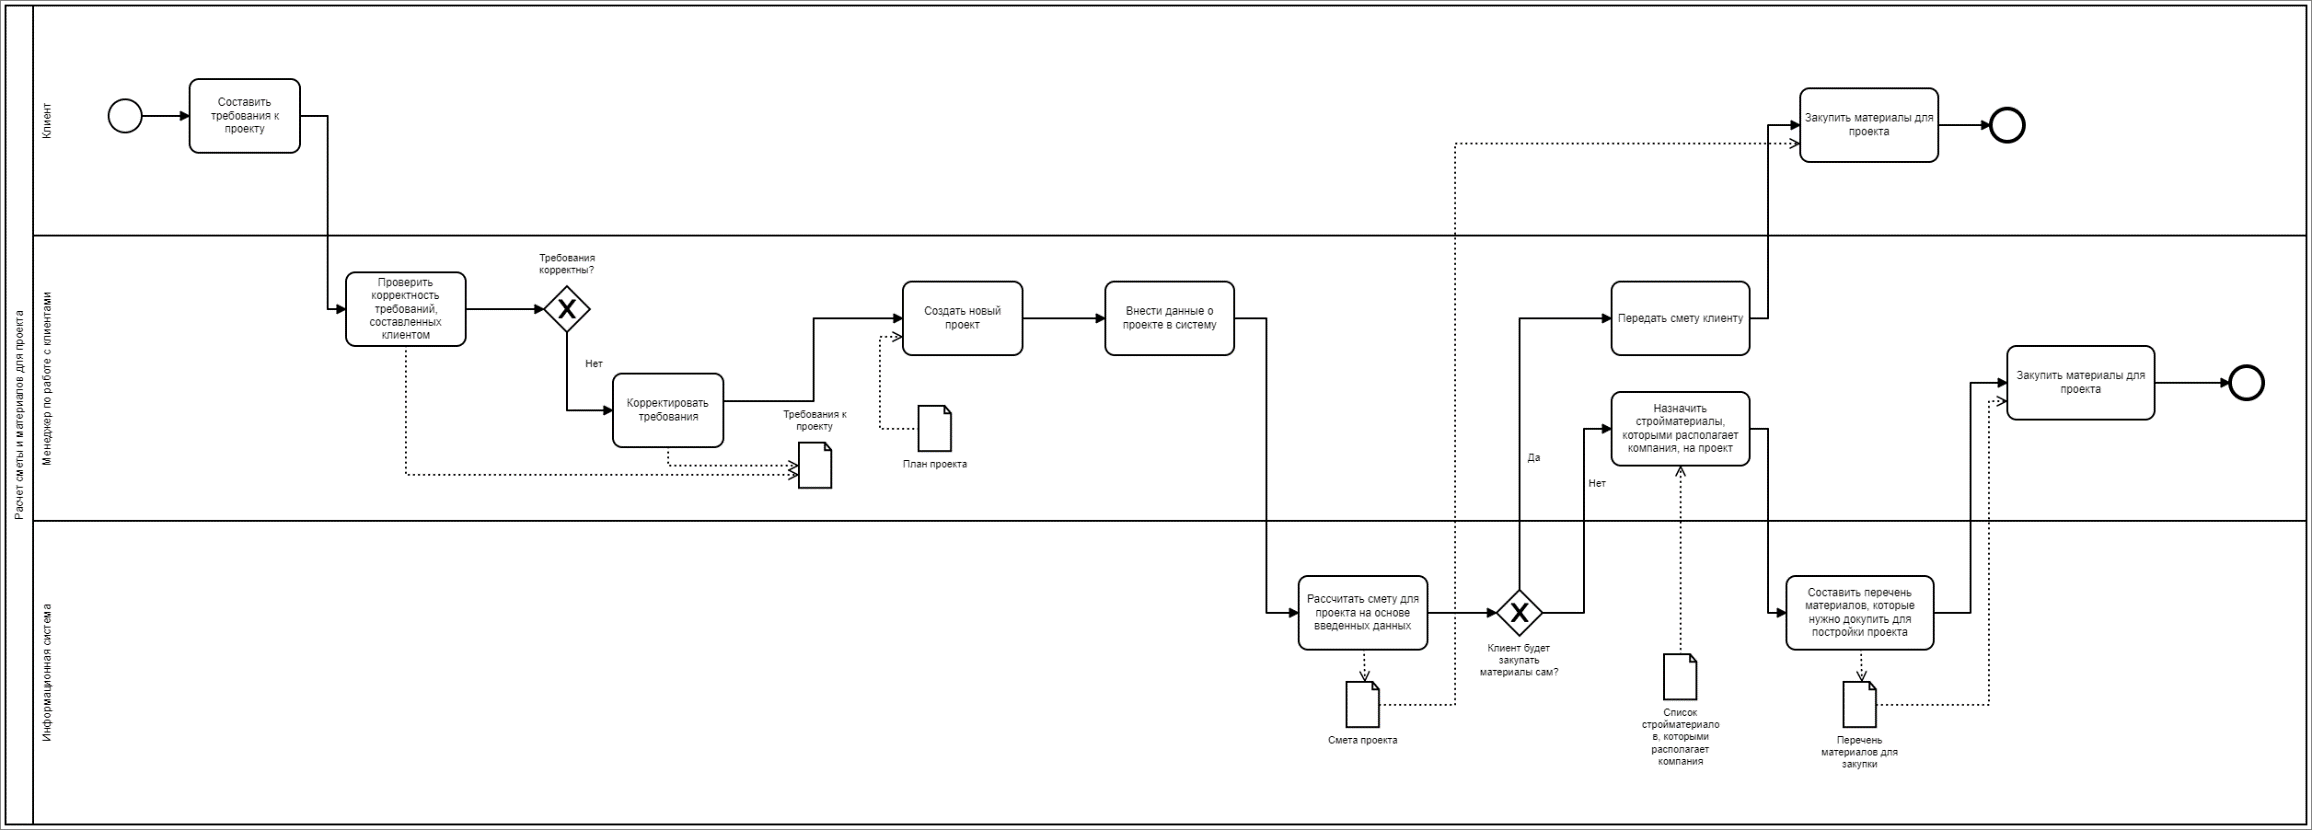 Расчет сметы и материалов для проекта
Клиент
Составить
требования к
проекту
Закупить материалы для
проекта
Менеджер по работе с клиентами
Проверить
корректность
требований,
составленных
клиентом
Требования
корректны?
Нет
Корректировать
требования
Требования к
проекту
Создать новый
проект
План проекта
Внести данные о
проекте в систему
Передать смету клиенту
Назначить
стройматериалы,
которыми располагает
компания, на проект
Да
Нет
Закупить материалы для
проекта
Информационная система
Рассчитать смету для
проекта на основе
введенных данных
Смета проекта
Клиент будет
закупать
материалы сам?
Список
стройматериало
в, которыми
располагает
компания
Составить перечень
материалов, которые
нужно докупить для
постройки проекта
Перечень
материалов для
закупки